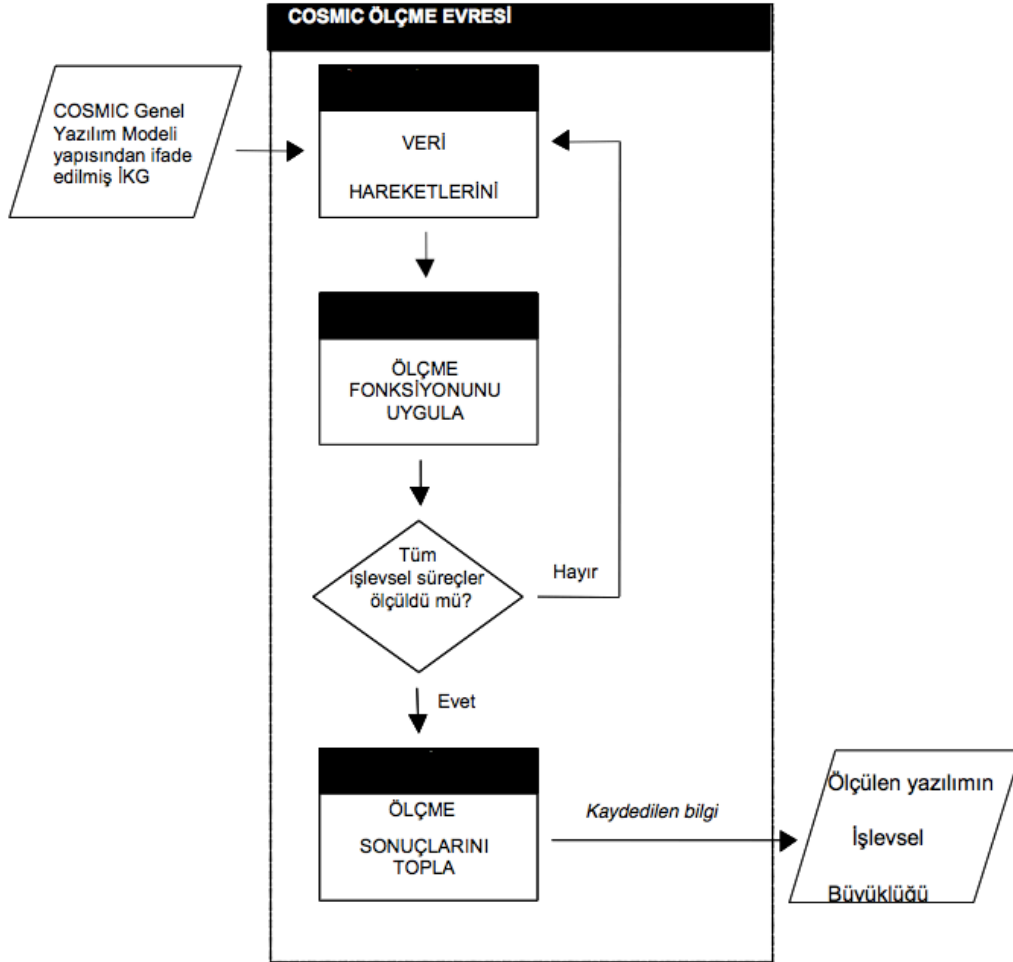 COSMIC ÖLÇME EVRESİ
COSMIC Genel
Yazılım Modeli
yapısından ifade
edilmiş İKG
VERİ
HAREKETLERİNİ
ÖLÇME
FONKSİYONUNU
UYGULA
Tüm
işlevsel süreçler
ölçüldü mü?
Hayır
Evet
ÖLÇME
SONUÇLARINI
TOPLA
Kaydedilen bilgi
Ölçülen yazılımın
İşlevsel
Büyüklüğü